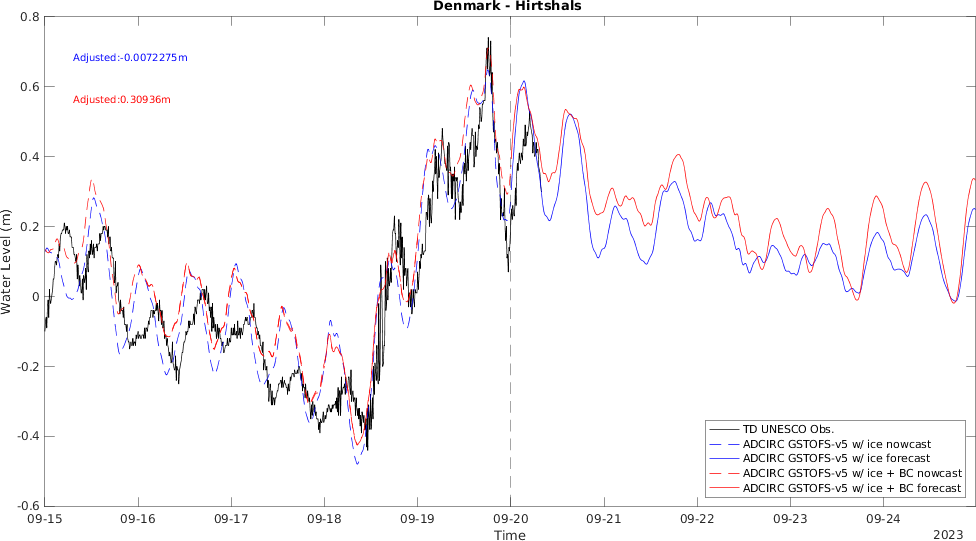 Denmark - Hirtshals
0.8
Adjusted:-0.0072275m
0.6
Adjusted:0.30936m
0.4
0.2
Water Level (m)
0
-0.2
-0.4
TD UNESCO Obs.
ADCIRC GSTOFS-v5 w/ ice nowcast
ADCIRC GSTOFS-v5 w/ ice forecast
ADCIRC GSTOFS-v5 w/ ice + BC nowcast
ADCIRC GSTOFS-v5 w/ ice + BC forecast
-0.6
09-15 09-16 09-17 09-18 09-19 09-20 09-21 09-22 09-23 09-24
Time
2023